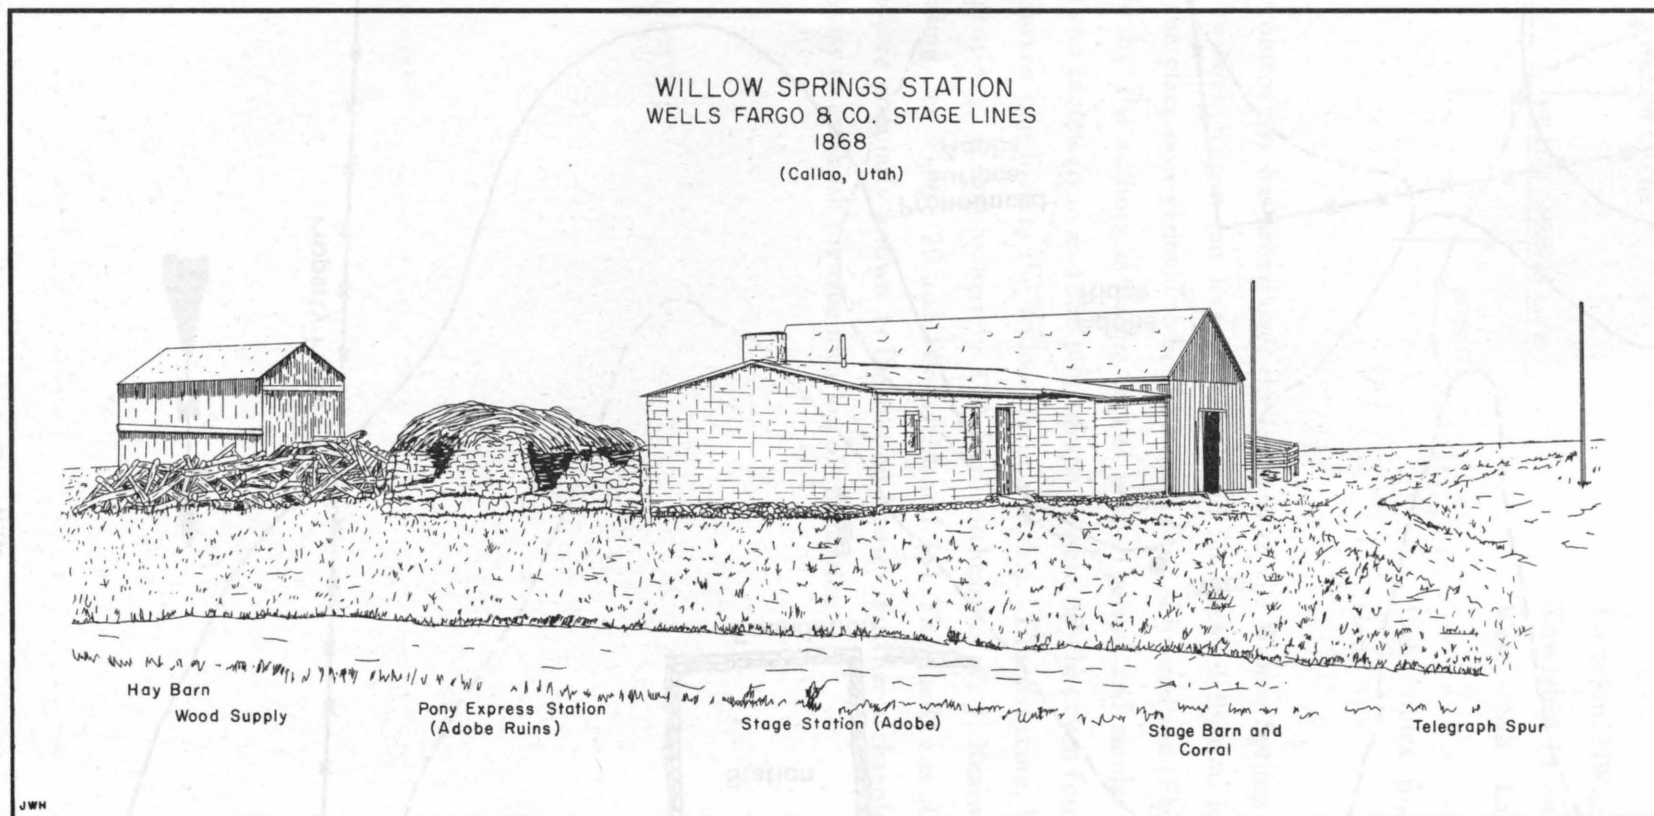 WILLOW SPRINGS STATION
WELLS FARGO & CO. STAGE LINES
1868
(Callao, Utah)
Hay Barn
Wood Supply
Pony Express Station
(Adobe Ruins)
Stage Station (Adobe)
Stage Barn and
Corral
Telegraph Spur
JWH